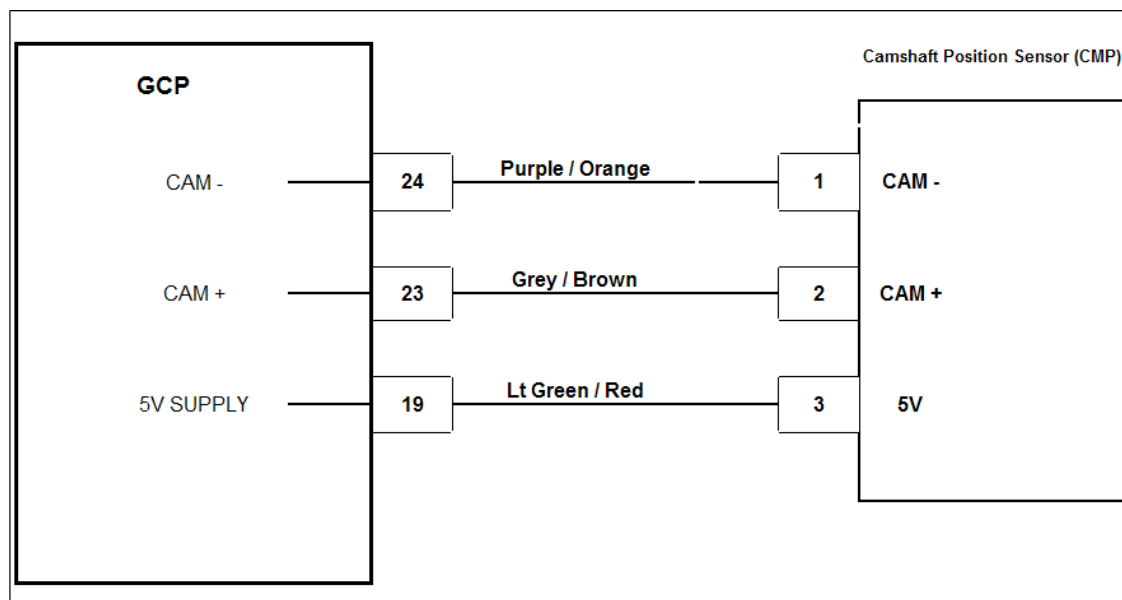 Camshaft Position Sensor (CMP)
GCP
CAM - 24 Purple / Orange 1 CAM -
CAM + 23 Grey / Brown 2 CAM +
5V SUPPLY 19 Lt Green / Red 3 5V